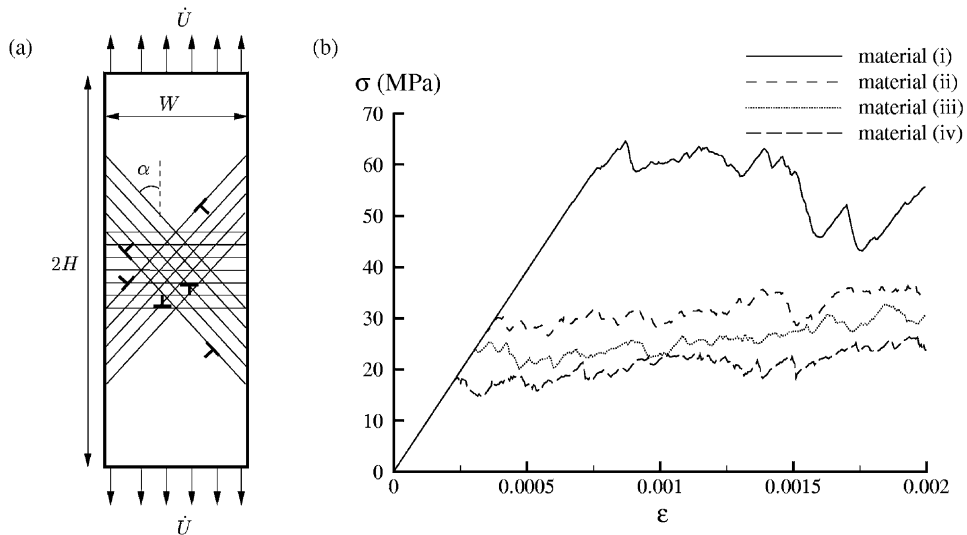 (a)
U̇
W
α
2H
U̇
(b)
σ (MPa)
material (i)
material (ii)
material (iii)
material (iv)
70
60
50
40
30
20
10
0
0 0.0005 0.001 0.0015 0.002
ε